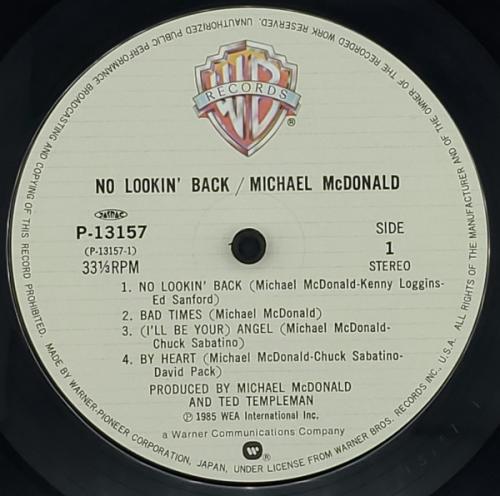 WB
RECORDS
®
NO LOOKIN' BACK / MICHAEL McDONALD
JASRAC
P-13157
(P-13157-1)
33⅓RPM
SIDE
1
STEREO
1. NO LOOKIN' BACK (Michael McDonald-Kenny Loggins-
Ed Sanford)
2. BAD TIMES (Michael McDonald)
3. (I'LL BE YOUR) ANGEL (Michael McDonald-
Chuck Sabatino)
4. BY HEART (Michael McDonald-Chuck Sabatino-
David Pack)
PRODUCED BY MICHAEL McDONALD
AND TED TEMPLEMAN
℗ 1985 WEA International Inc.
a Warner Communications Company
ALL RIGHTS OF THE MANUFACTURER AND OF THE OWNER OF THE RECORDED WORK RESERVED. UNAUTHORIZED PUBLIC PERFORMANCE BROADCASTING AND COPYING OF THIS RECORD PROHIBITED.
MADE BY WARNER-PIONEER CORPORATION, JAPAN, UNDER LICENSE FROM WARNER BROS. RECORDS INC., U.S.A.